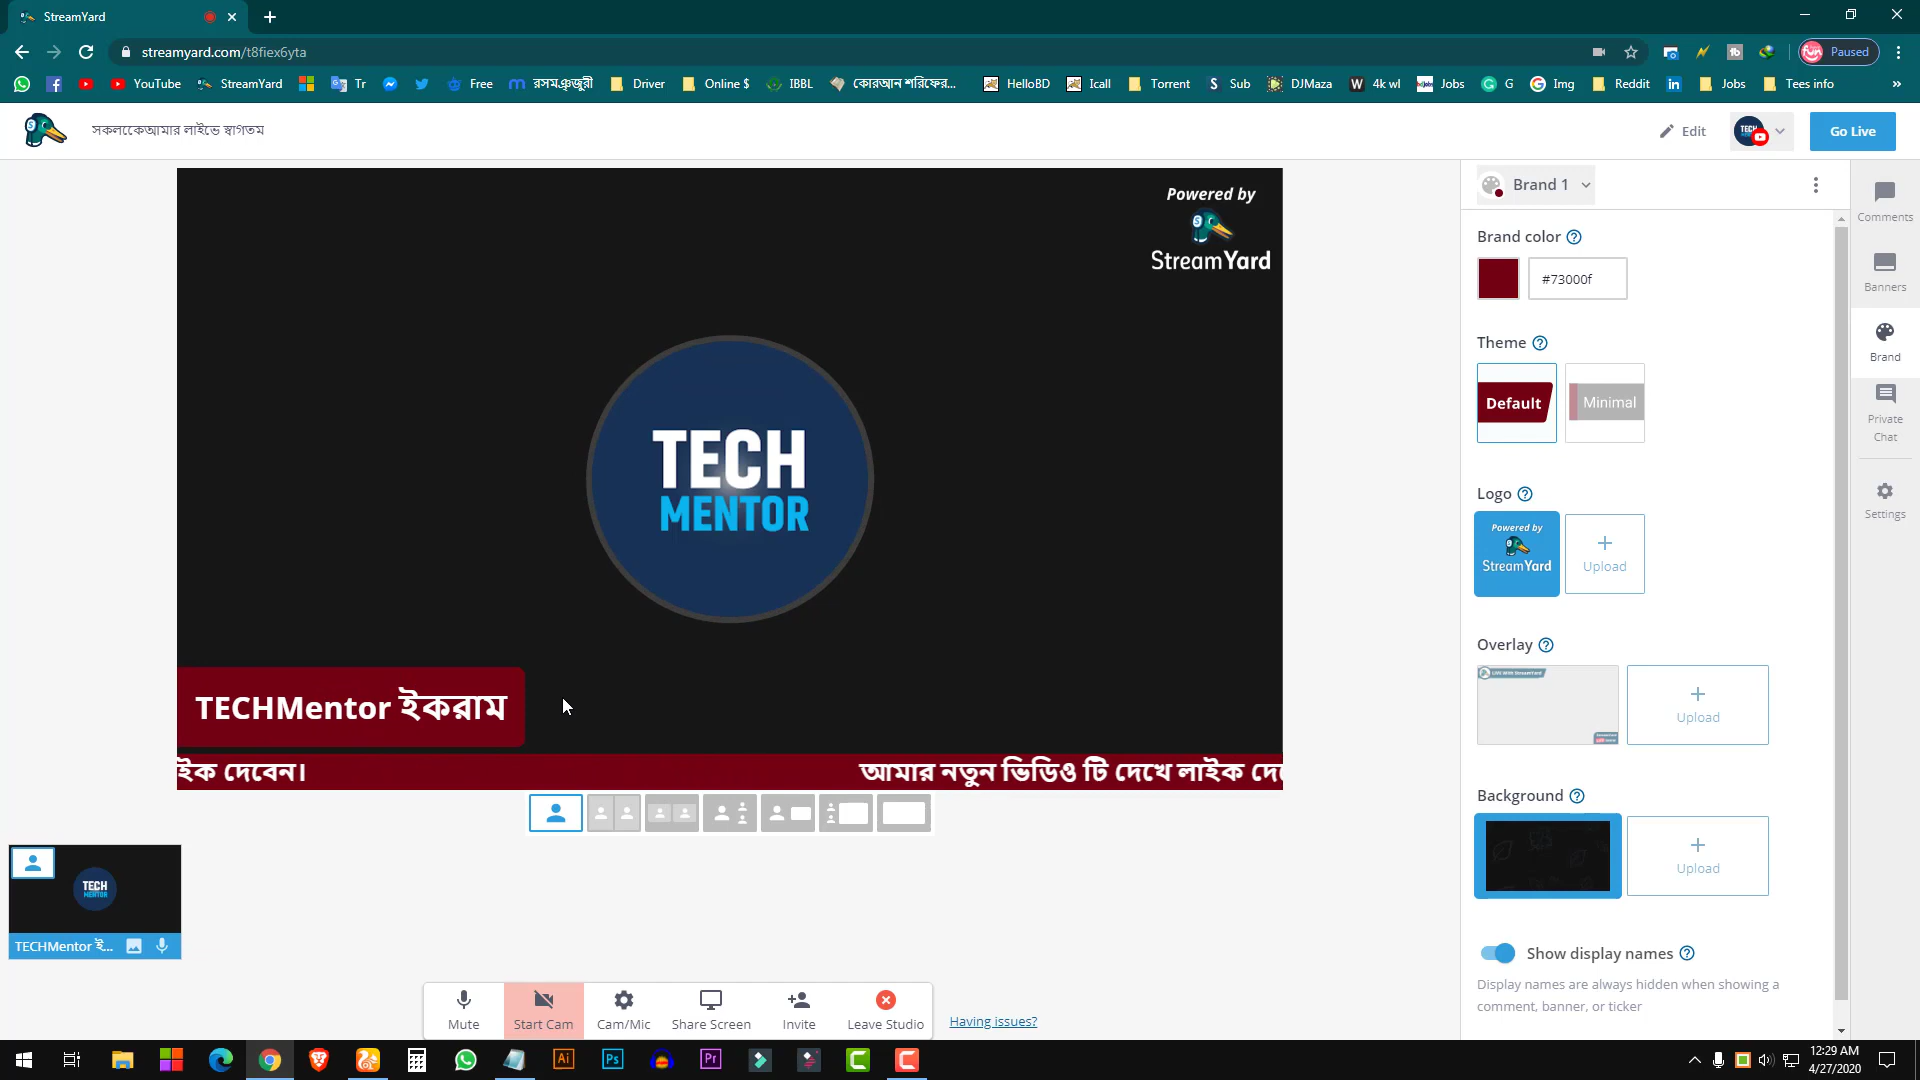 StreamYard
streamyard.com/t8fiex6yta
Paused
YouTube StreamYard Tr Free রসমঞ্জুরী Driver Online $ IBBL কোরআন শরিফের... HelloBD Icall Torrent Sub DJMaza 4k wl Jobs G Img Reddit Jobs Tees info »
সকলকেআমার লাইভে স্বাগতম
Edit
Go Live
Powered by
StreamYard
TECH
MENTOR
TECHMentor ইকরাম
ইক দেবেন।
আমার নতুন ভিডিও টি দেখে লাইক দে
TECH
MENTOR
TECHMentor ই...
Mute
Start Cam
Cam/Mic
Share Screen
Invite
Leave Studio
Having issues?
Brand 1
Brand color
#73000f
Theme
Default
Minimal
Logo
Powered by
StreamYard
Upload
Overlay
Upload
Background
Upload
Show display names
Display names are always hidden when showing a
comment, banner, or ticker
Comments
Banners
Brand
Private
Chat
Settings
12:29 AM
4/27/2020